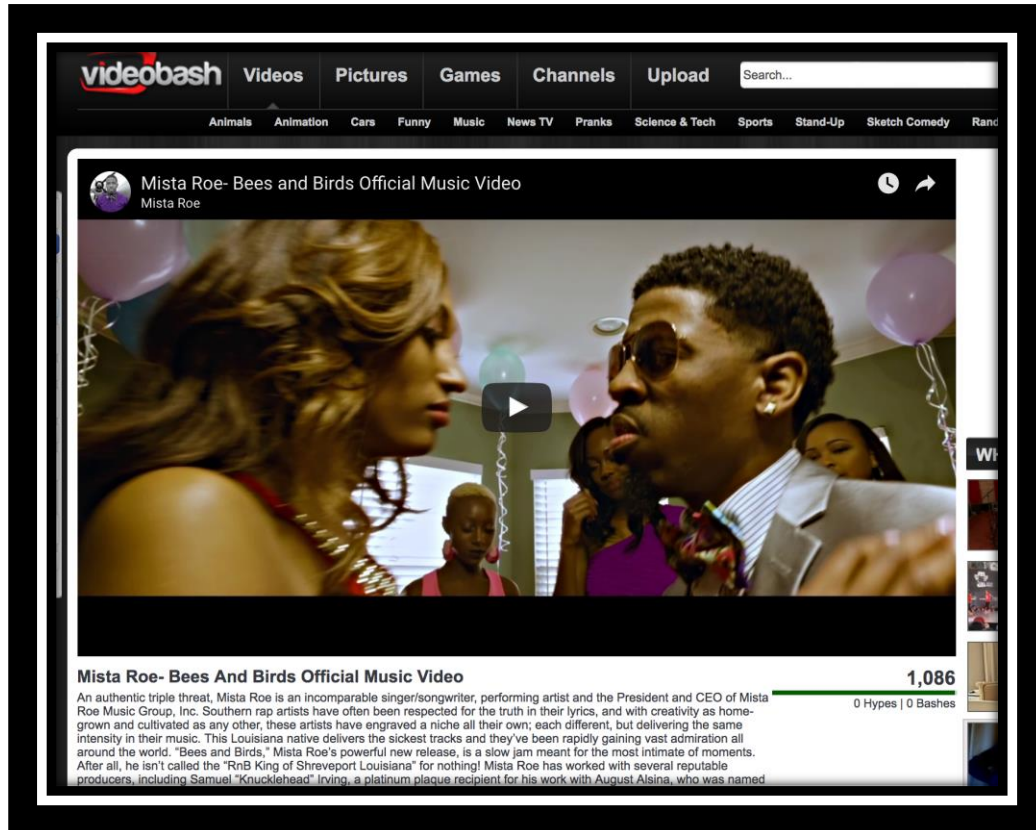 videobash Videos Pictures Games Channels Upload Search...
Animals Animation Cars Funny Music News TV Pranks Science & Tech Sports Stand-Up Sketch Comedy
Mista Roe- Bees and Birds Official Music Video
Mista Roe
Mista Roe- Bees And Birds Official Music Video
1,086
0 Hypes | 0 Bashes
An authentic triple threat, Mista Roe is an incomparable singer/songwriter, performing artist and the President and CEO of Mista
Roe Music Group, Inc. Southern rap artists have often been respected for the truth in their lyrics, and with creativity as home-
grown and cultivated as any other, these artists have engraved a niche all their own; each different, but delivering the same
intensity in their music. This Louisiana native delivers the sickest tracks and they've been rapidly gaining vast admiration all
around the world. "Bees and Birds," Mista Roe's powerful new release, is a slow jam meant for the most intimate of moments.
After all, he isn't called the "RnB King of Shreveport Louisiana" for nothing! Mista Roe has worked with several reputable
producers, including Samuel "Knucklehead" Irving, a platinum plaque recipient for his work with August Alsina, who was named